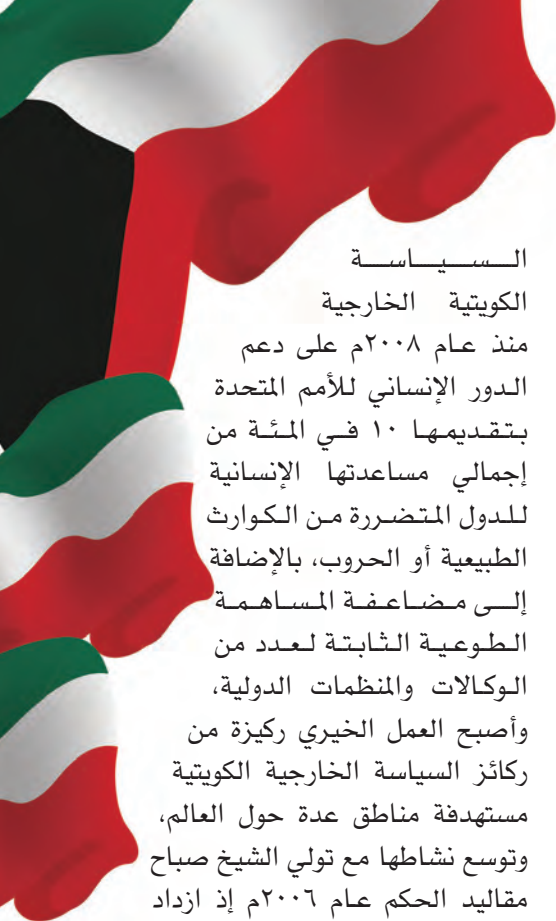 السياسة
الكويتية الخارجية
منذ عام ٢٠٠٨م على دعم
الدور الإنساني للأمم المتحدة
بتقديمها ١٠ في المئة من
إجمالي مساعدتها الإنسانية
للدول المتضررة من الكوارث
الطبيعية أو الحروب، بالإضافة
إلى مضاعفة المساهمة
الطوعية الثابتة لعدد من
الوكالات والمنظمات الدولية،
وأصبح العمل الخيري ركيزة من
ركائز السياسة الخارجية الكويتية
مستهدفة مناطق عدة حول العالم،
وتوسع نشاطها مع تولي الشيخ صباح
مقاليد الحكم عام ٢٠٠٦م إذ ازداد